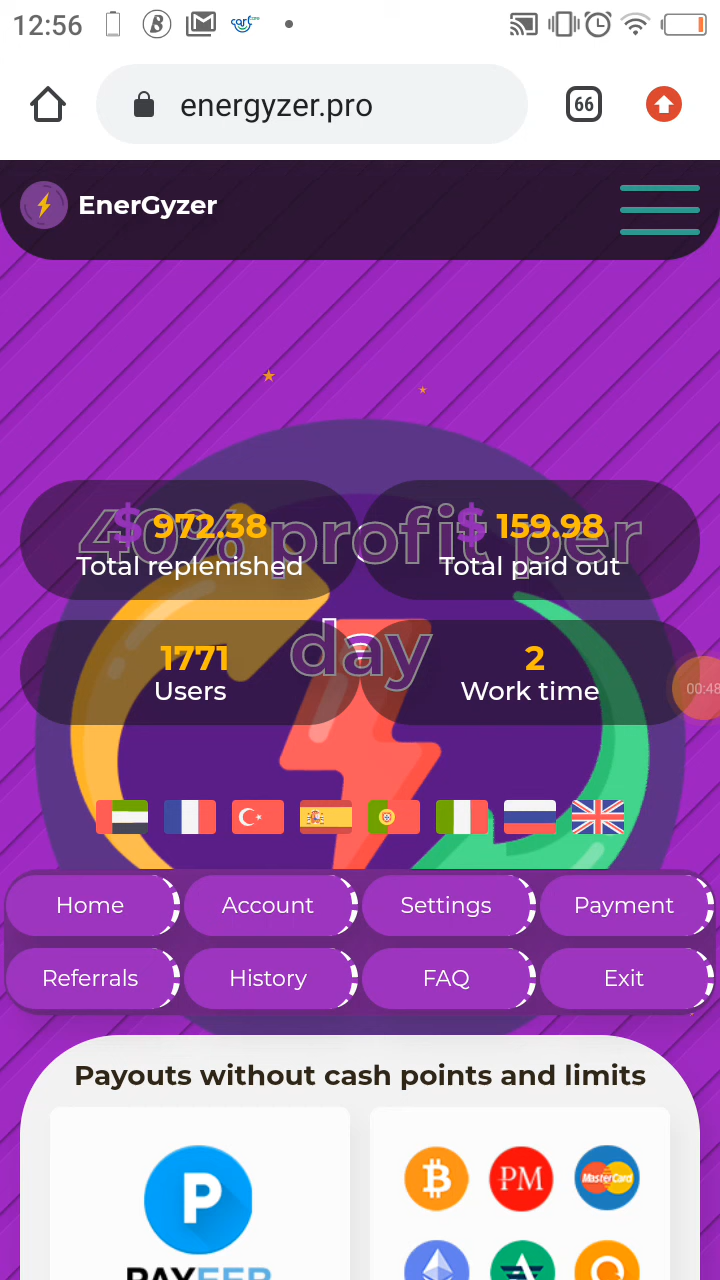 12:56
energyzer.pro
66
EnerGyzer
40% profit per
day
$ 972.38
Total replenished
$ 159.98
Total paid out
1771
Users
2
Work time
00:48
Home
Account
Settings
Payment
Referrals
History
FAQ
Exit
Payouts without cash points and limits
P
PAYEER
PM
MasterCard